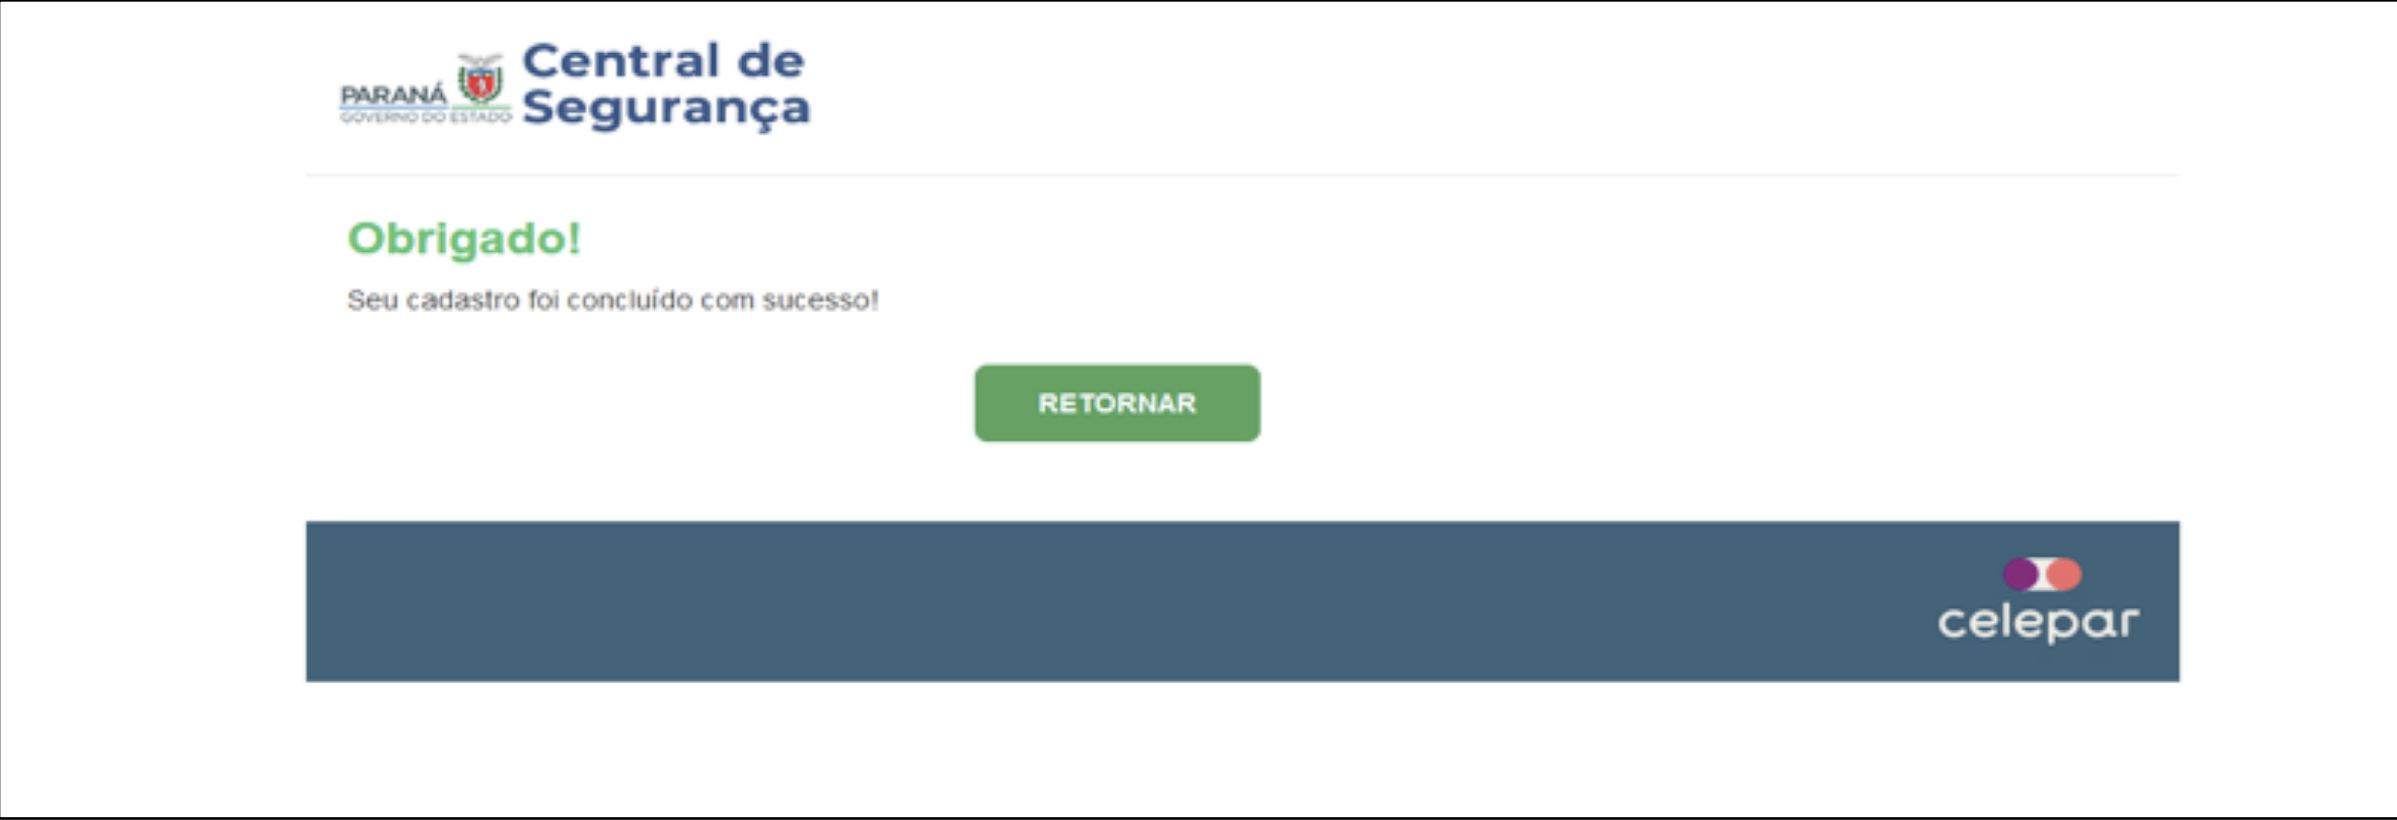 Central de
Segurança
PARANÁ
GOVERNO DO ESTADO
Obrigado!
Seu cadastro foi concluído com sucesso!
RETORNAR
celepar